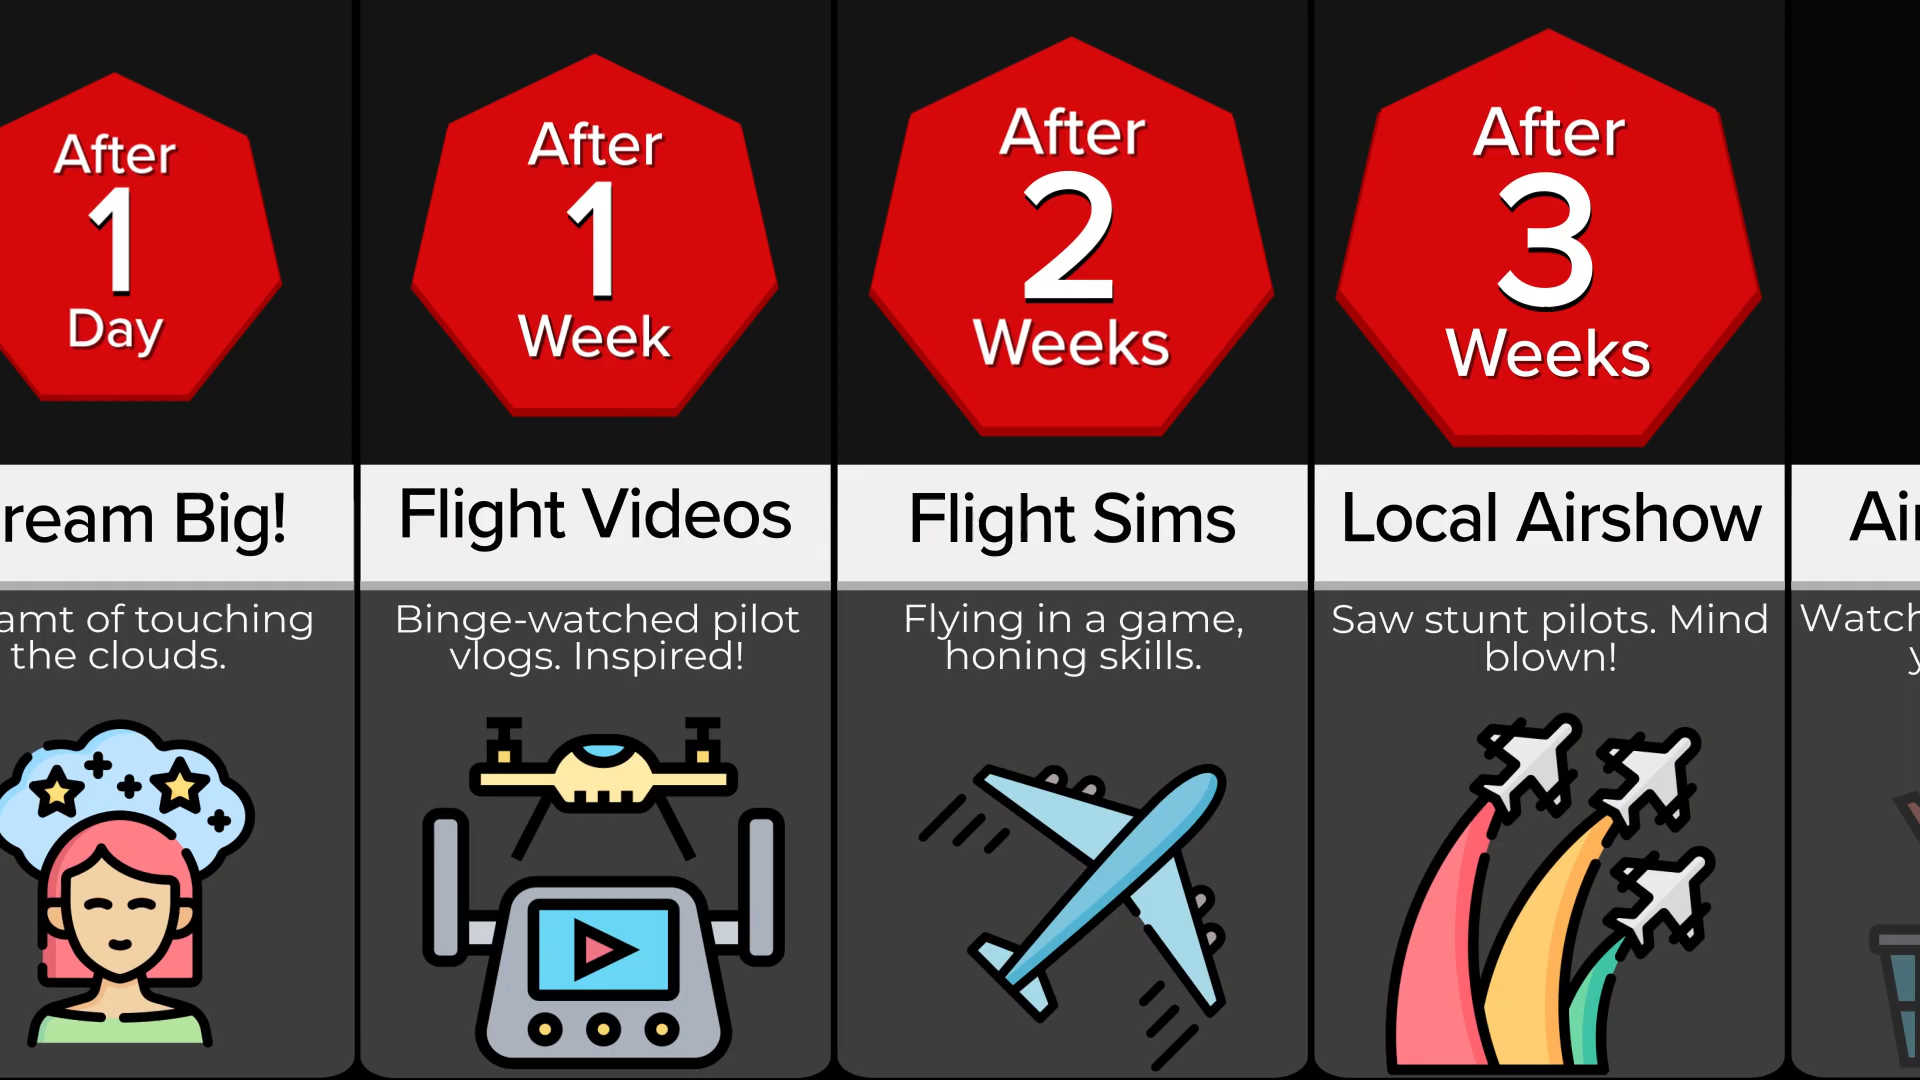 After
1
Day
ream Big!
amt of touching
the clouds.
After
1
Week
Flight Videos
Binge-watched pilot
vlogs. Inspired!
After
2
Weeks
Flight Sims
Flying in a game,
honing skills.
After
3
Weeks
Local Airshow
Saw stunt pilots. Mind
blown!
Ai
Watch
y